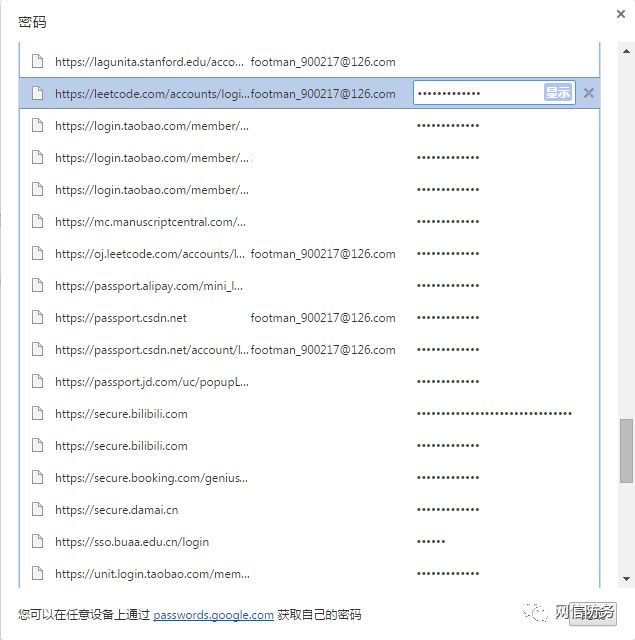 密码
https://lagunita.stanford.edu/acco... footman_900217@126.com
https://leetcode.com/accounts/logi... footman_900217@126.com ••••••••••••• 显示
https://login.taobao.com/member/... •••••••••••••
https://login.taobao.com/member/... •••••••••••••
https://login.taobao.com/member/... •••••••••••••
https://mc.manuscriptcentral.com/... •••••••••••••
https://oj.leetcode.com/accounts/l... footman_900217@126.com •••••••••••••
https://passport.alipay.com/mini_l... •••••••••••••
https://passport.csdn.net footman_900217@126.com •••••••••••••
https://passport.csdn.net/account/l... footman_900217@126.com •••••••••••••
https://passport.jd.com/uc/popupL... •••••••••••••
https://secure.bilibili.com ••••••••••••••••••••••••••••••••
https://secure.bilibili.com •••••••••••••
https://secure.booking.com/genius... •••••••••••••
https://secure.damai.cn •••••••••••••
https://sso.buaa.edu.cn/login ••••••
https://unit.login.taobao.com/mem... •••••••••••••
您可以在任意设备上通过 passwords.google.com 获取自己的密码
网信防务